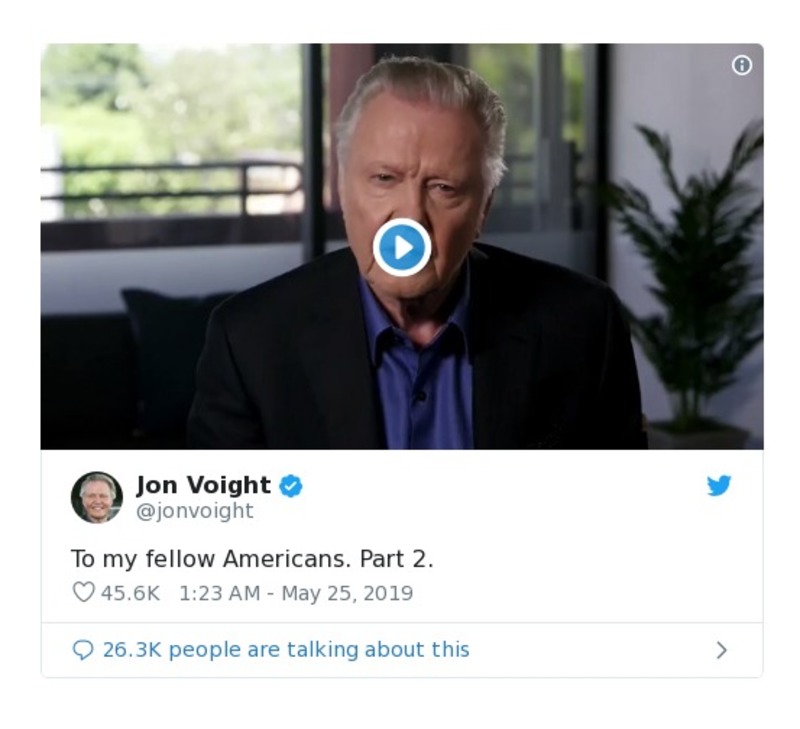 Jon Voight
@jonvoight
To my fellow Americans. Part 2.
45.6K 1:23 AM - May 25, 2019
26.3K people are talking about this